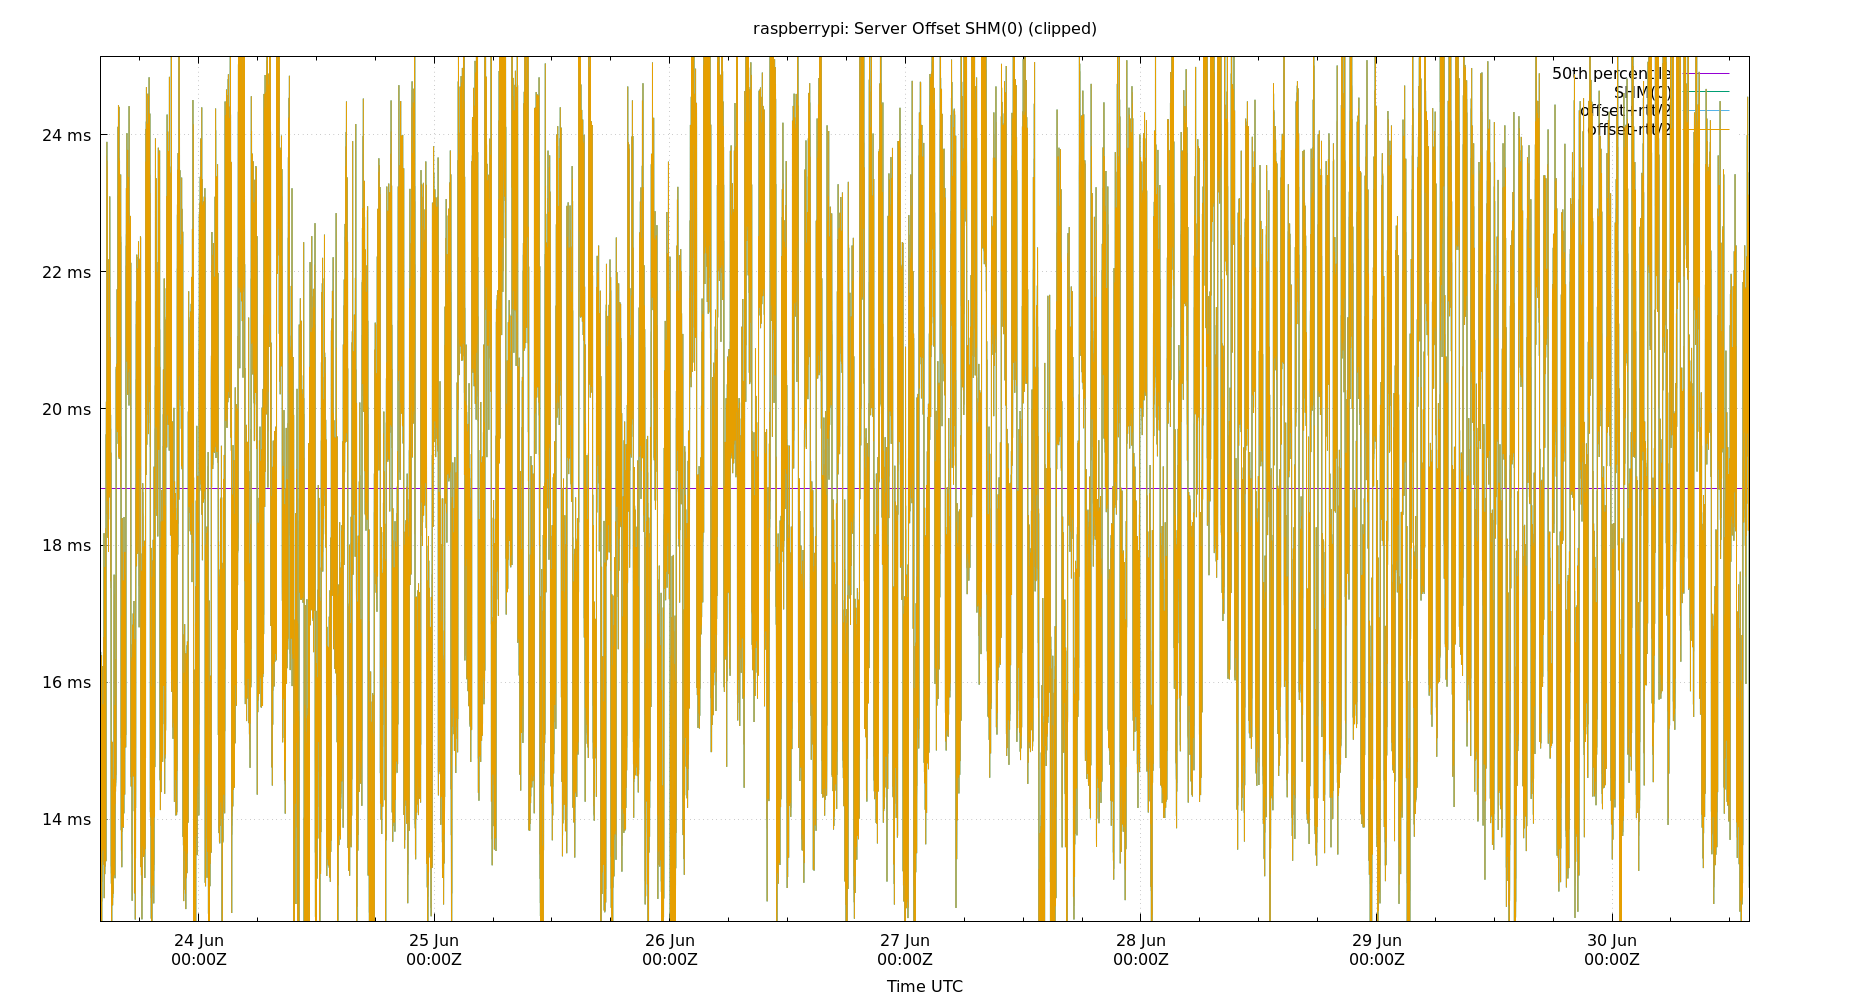 raspberrypi: Server Offset SHM(0) (clipped)
50th percentile
SHM(0)
offset+rtt/2
offset-rtt/2
24 ms
22 ms
20 ms
18 ms
16 ms
14 ms
24 Jun 25 Jun 26 Jun 27 Jun 28 Jun 29 Jun 30 Jun
00:00Z 00:00Z 00:00Z 00:00Z 00:00Z 00:00Z 00:00Z
Time UTC